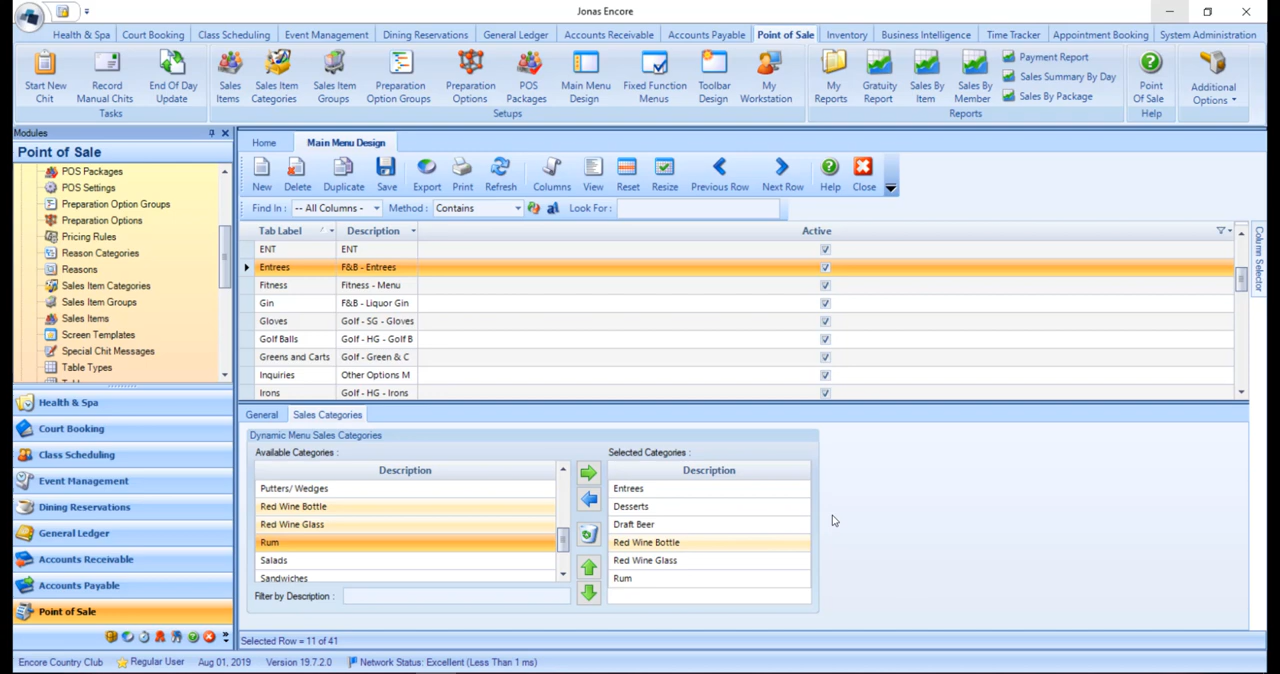 Jonas Encore
Health & Spa Court Booking Class Scheduling Event Management Dining Reservations General Ledger Accounts Receivable Accounts Payable Point of Sale Inventory Business Intelligence Time Tracker Appointment Booking System Administration
Start New Chit
Record Manual Chits
End Of Day Update
Tasks
Sales Items
Sales Item Categories
Sales Item Groups
Preparation Option Groups
Preparation Options
POS Packages
Main Menu Design
Fixed Function Menus
Toolbar Design
My Workstation
Setups
My Reports
Gratuity Report
Sales By Item
Sales By Member
Payment Report
Sales Summary By Day
Sales By Package
Reports
Point Of Sale
Help
Additional Options
Modules
Point of Sale
POS Packages
POS Settings
Preparation Option Groups
Preparation Options
Pricing Rules
Reason Categories
Reasons
Sales Item Categories
Sales Item Groups
Sales Items
Screen Templates
Special Chit Messages
Table Types
Health & Spa
Court Booking
Class Scheduling
Event Management
Dining Reservations
General Ledger
Accounts Receivable
Accounts Payable
Point of Sale
Home Main Menu Design
New Delete Duplicate Save Export Print Refresh Columns View Reset Resize Previous Row Next Row Help Close
Find In : -- All Columns - Method : Contains Look For :
Tab Label Description Active
ENT ENT
Entrees F&B - Entrees
Fitness Fitness - Menu
Gin F&B - Liquor Gin
Gloves Golf - SG - Gloves
Golf Balls Golf - HG - Golf B
Greens and Carts Golf - Green & C
Inquiries Other Options M
Irons Golf - HG - Irons
Column Selector
General Sales Categories
Dynamic Menu Sales Categories
Available Categories :
Description
Putters/ Wedges
Red Wine Bottle
Red Wine Glass
Rum
Salads
Sandwiches
Filter by Description :
Selected Categories :
Description
Entrees
Desserts
Draft Beer
Red Wine Bottle
Red Wine Glass
Rum
Selected Row = 11 of 41
Encore Country Club Regular User Aug 01, 2019 Version 19.7.2.0 Network Status: Excellent (Less Than 1 ms)